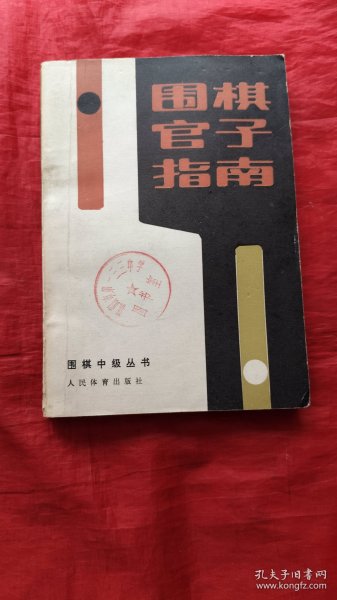 围棋
官子
指南
围棋中级丛书
人民体育出版社
孔夫子旧书网
kongfz.com